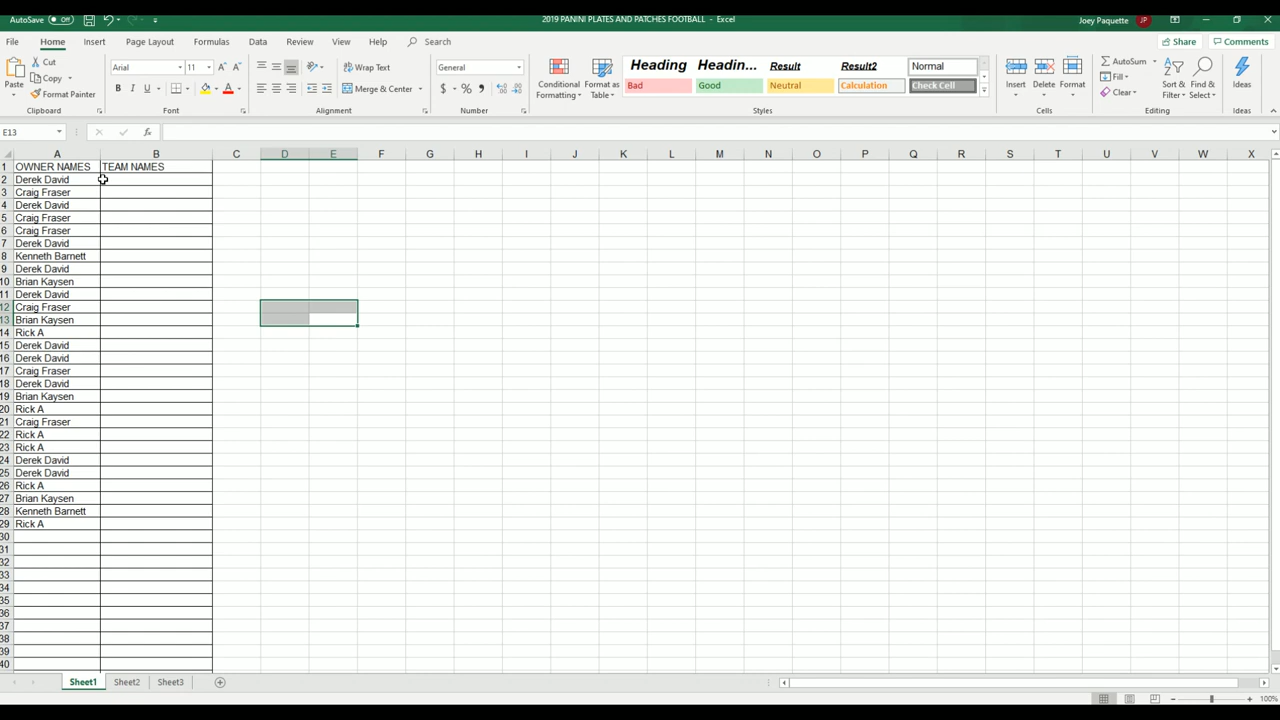 AutoSave Off
2019 PANINI PLATES AND PATCHES FOOTBALL - Excel
Joey Paquette JP
File Home Insert Page Layout Formulas Data Review View Help Search
Share Comments
Paste
Cut
Copy
Format Painter
Clipboard
Arial 11
B I U
Font
Wrap Text
Merge & Center
Alignment
General
$ % ,
Number
Conditional Formatting
Format as Table
Heading Headin... Result Result2 Normal
Bad Good Neutral Calculation Check Cell
Styles
Insert Delete Format
Cells
AutoSum
Fill
Clear
Sort & Filter
Find & Select
Editing
Ideas
Ideas
E13 fx
A B C D E F G H I J K L M N O P Q R S T U V W X
1 OWNER NAMES TEAM NAMES
2 Derek David
3 Craig Fraser
4 Derek David
5 Craig Fraser
6 Craig Fraser
7 Derek David
8 Kenneth Barnett
9 Derek David
10 Brian Kaysen
11 Derek David
12 Craig Fraser
13 Brian Kaysen
14 Rick A
15 Derek David
16 Derek David
17 Craig Fraser
18 Derek David
19 Brian Kaysen
20 Rick A
21 Craig Fraser
22 Rick A
23 Rick A
24 Derek David
25 Derek David
26 Rick A
27 Brian Kaysen
28 Kenneth Barnett
29 Rick A
30
31
32
33
34
35
36
37
38
39
40
Sheet1 Sheet2 Sheet3
100%